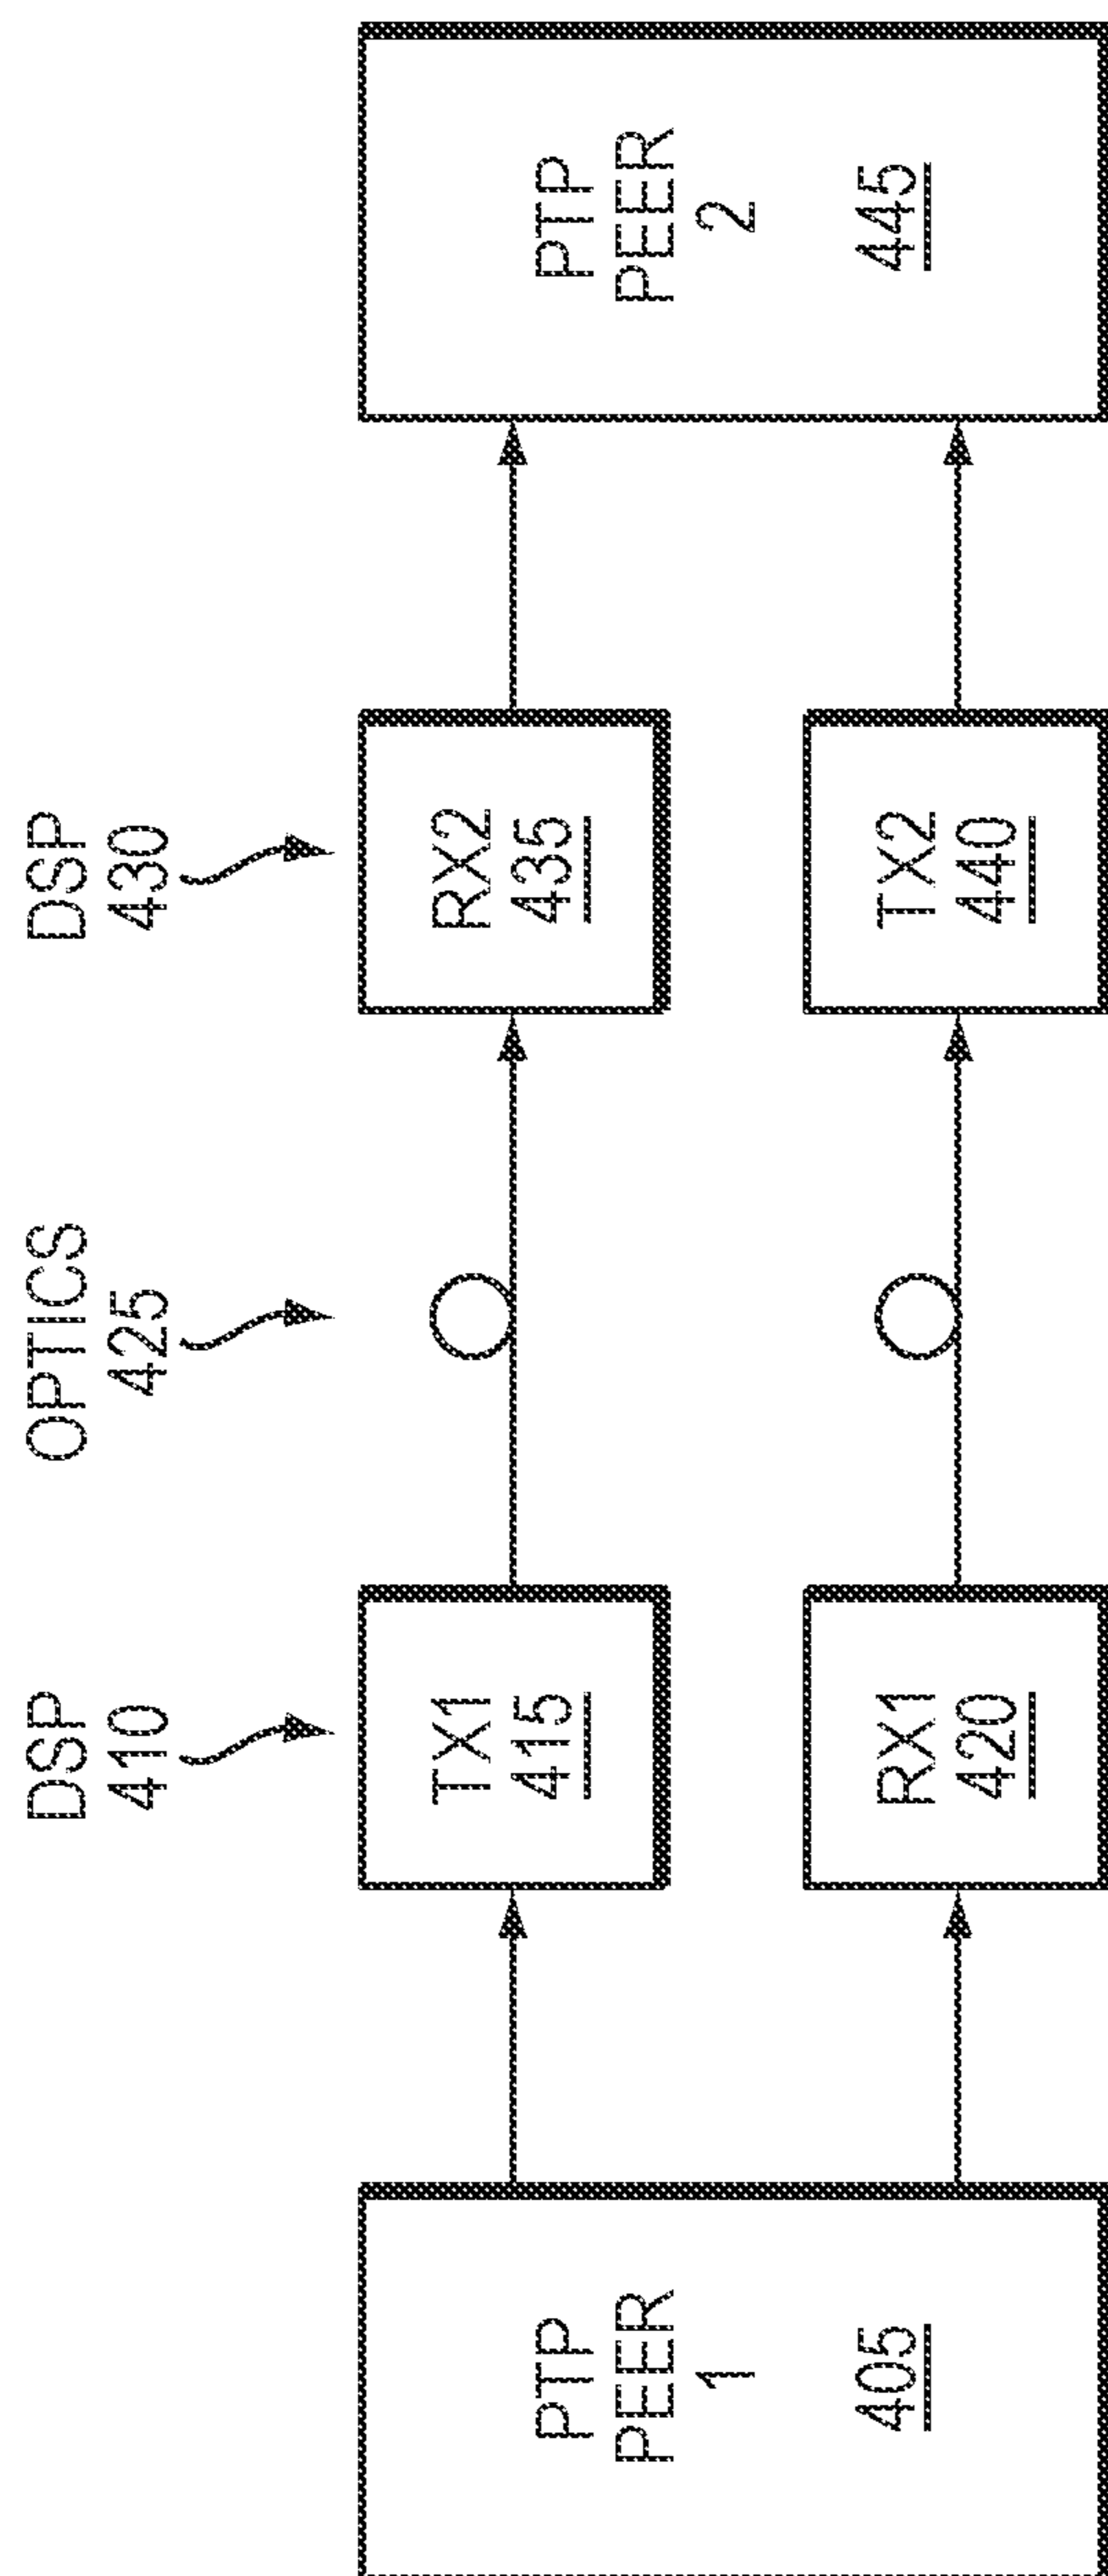 DSP
410
OPTICS
425
DSP
430
PTP
PEER
1
405
TX1
415
RX2
435
PTP
PEER
2
445
RX1
420
TX2
440